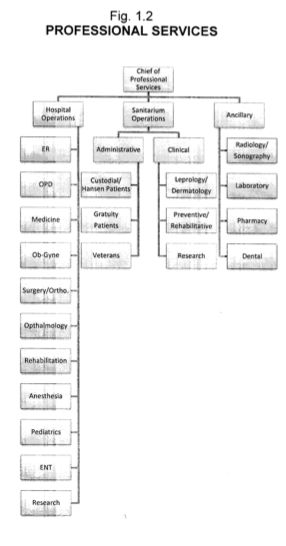 Fig. 1.2
PROFESSIONAL SERVICES
Chief of
Professional
Services
Hospital
Operations
Sanitarium
Operations
Ancillary
ER
OPD
Medicine
Ob-Gyne
Surgery/Ortho.
Opthalmology
Rehabilitation
Anesthesia
Pediatrics
ENT
Research
Administrative
Custodial/
Hansen Patients
Gratuity
Patients
Veterans
Clinical
Leprology/
Dermatology
Preventive/
Rehabilitative
Research
Radiology/
Sonography
Laboratory
Pharmacy
Dental